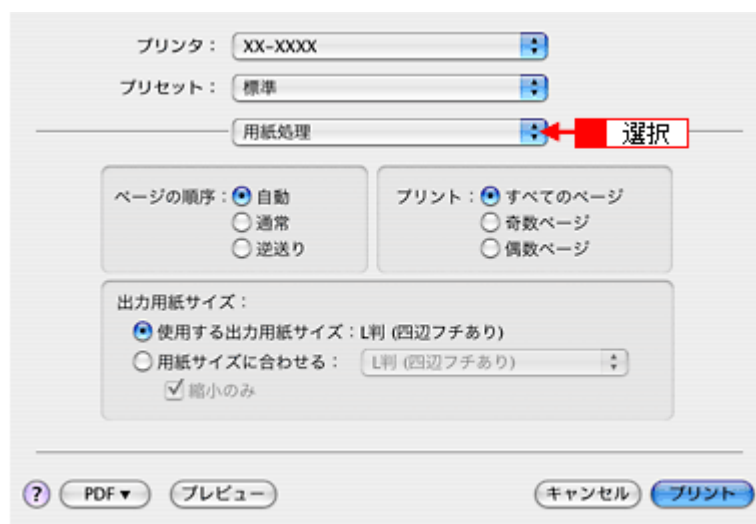 プリンタ： XX-XXXX
プリセット： 標準
用紙処理 選択
ページの順序： 自動 プリント： すべてのページ
通常 奇数ページ
逆送り 偶数ページ
出力用紙サイズ：
使用する出力用紙サイズ：L判 (四辺フチあり)
用紙サイズに合わせる： L判 (四辺フチあり)
縮小のみ
? PDF▼ プレビュー キャンセル プリント